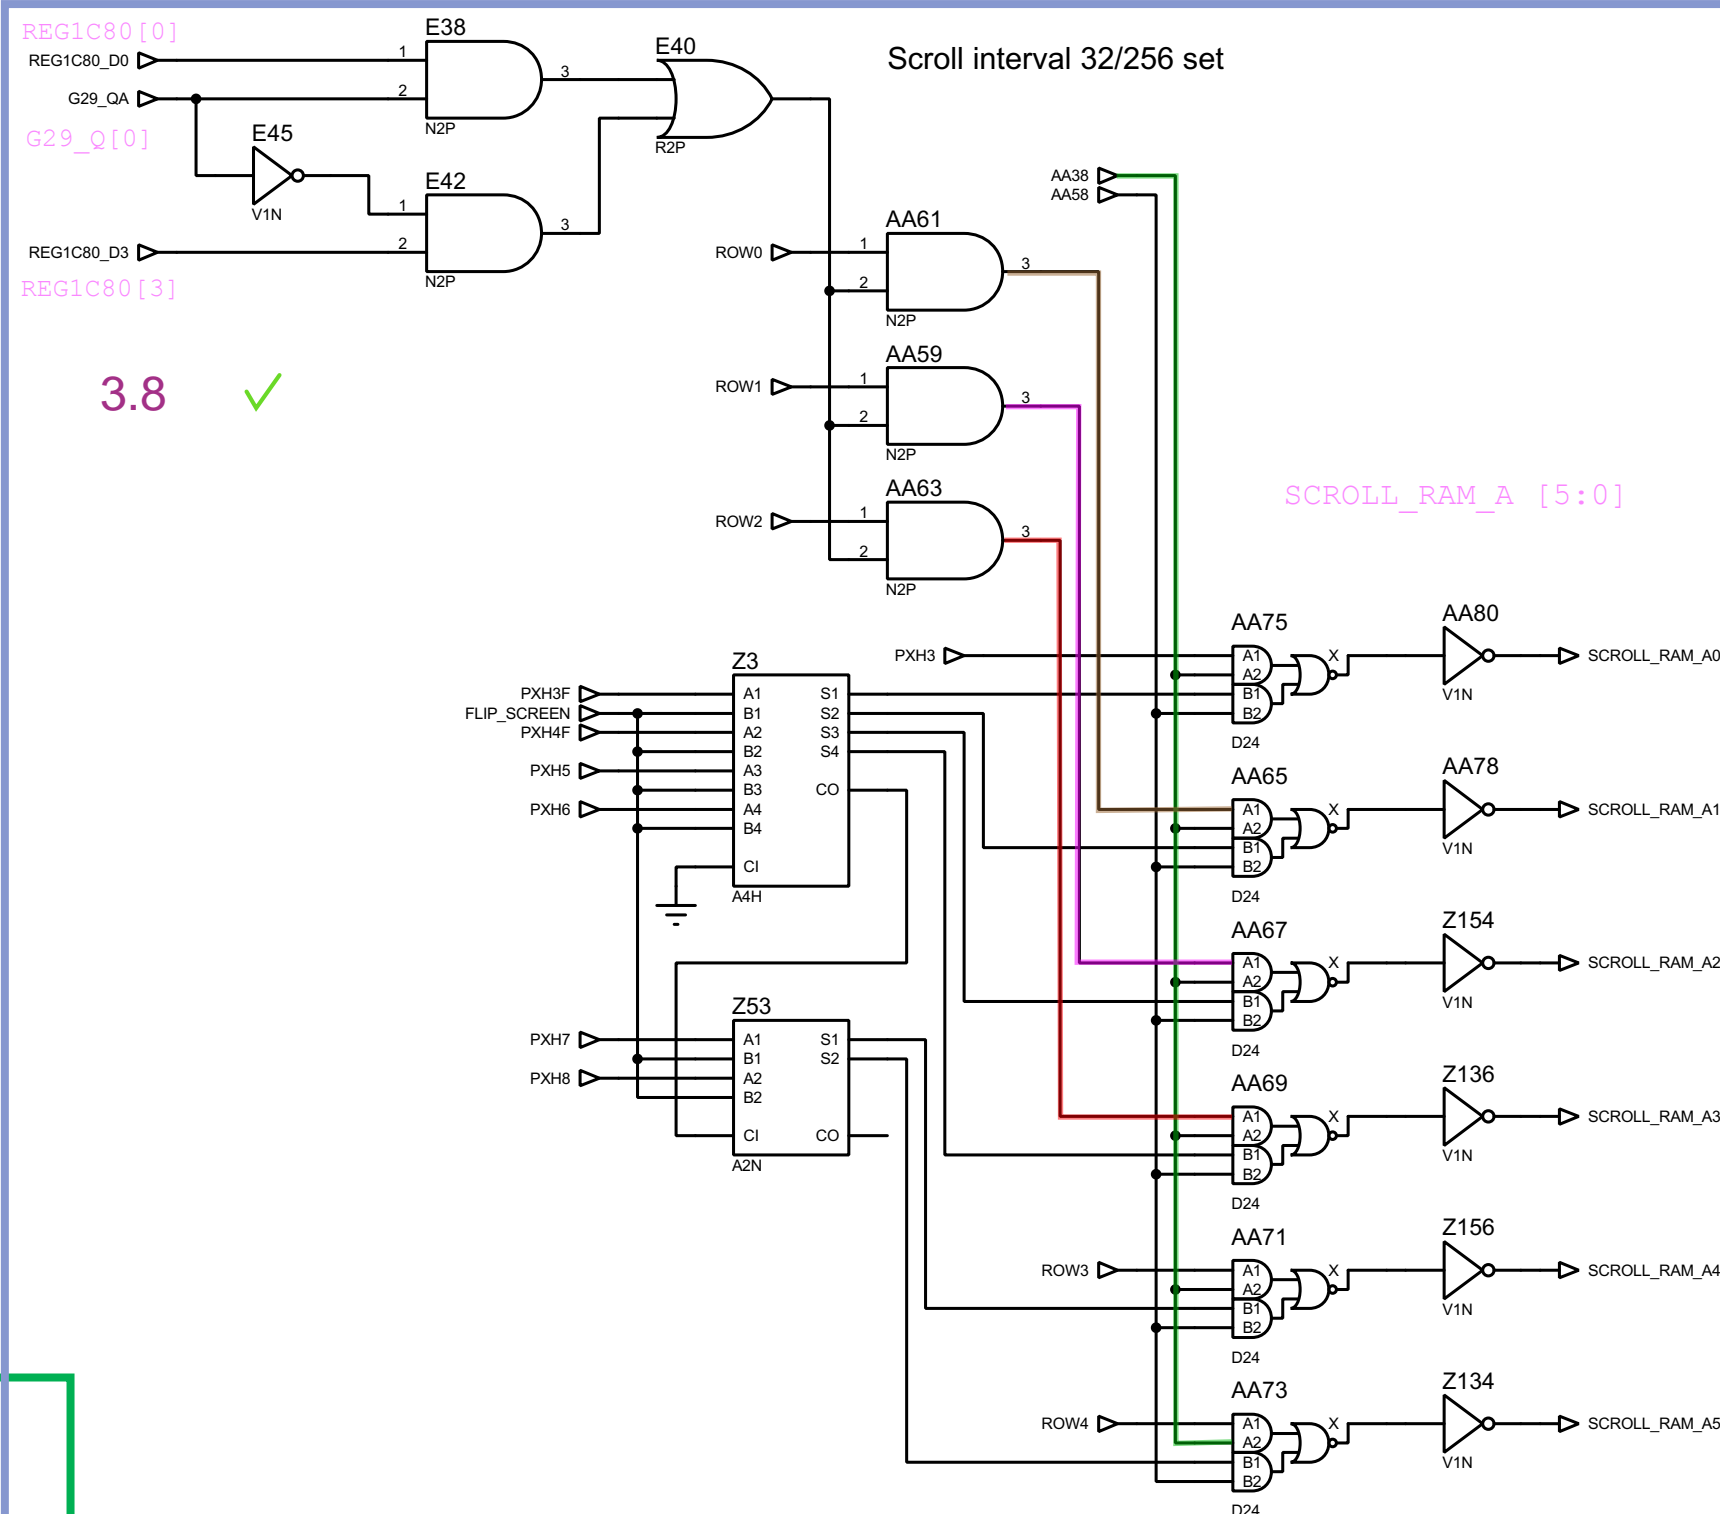 REG1C80[0]
REG1C80_D0
G29_QA
G29_Q[0]
E45
V1N
REG1C80_D3
REG1C80[3]
E38
1
2
3
N2P
E42
1
2
3
N2P
E40
R2P
Scroll interval 32/256 set
3.8
AA38
AA58
ROW0
AA61
1
2
3
N2P
ROW1
AA59
1
2
3
N2P
ROW2
AA63
1
2
3
N2P
SCROLL_RAM_A [5:0]
PXH3F
FLIP_SCREEN
PXH4F
PXH5
PXH6
Z3
A1 S1
B1 S2
A2 S3
B2 S4
A3
B3 CO
A4
B4
CI
A4H
PXH7
PXH8
Z53
A1 S1
B1 S2
A2
B2
CI CO
A2N
PXH3
AA75
A1
A2
B1
B2
X
D24
AA80
V1N
SCROLL_RAM_A0
AA65
A1
A2
B1
B2
X
D24
AA78
V1N
SCROLL_RAM_A1
AA67
A1
A2
B1
B2
X
D24
Z154
V1N
SCROLL_RAM_A2
AA69
A1
A2
B1
B2
X
D24
Z136
V1N
SCROLL_RAM_A3
ROW3
AA71
A1
A2
B1
B2
X
D24
Z156
V1N
SCROLL_RAM_A4
ROW4
AA73
A1
A2
B1
B2
X
D24
Z134
V1N
SCROLL_RAM_A5